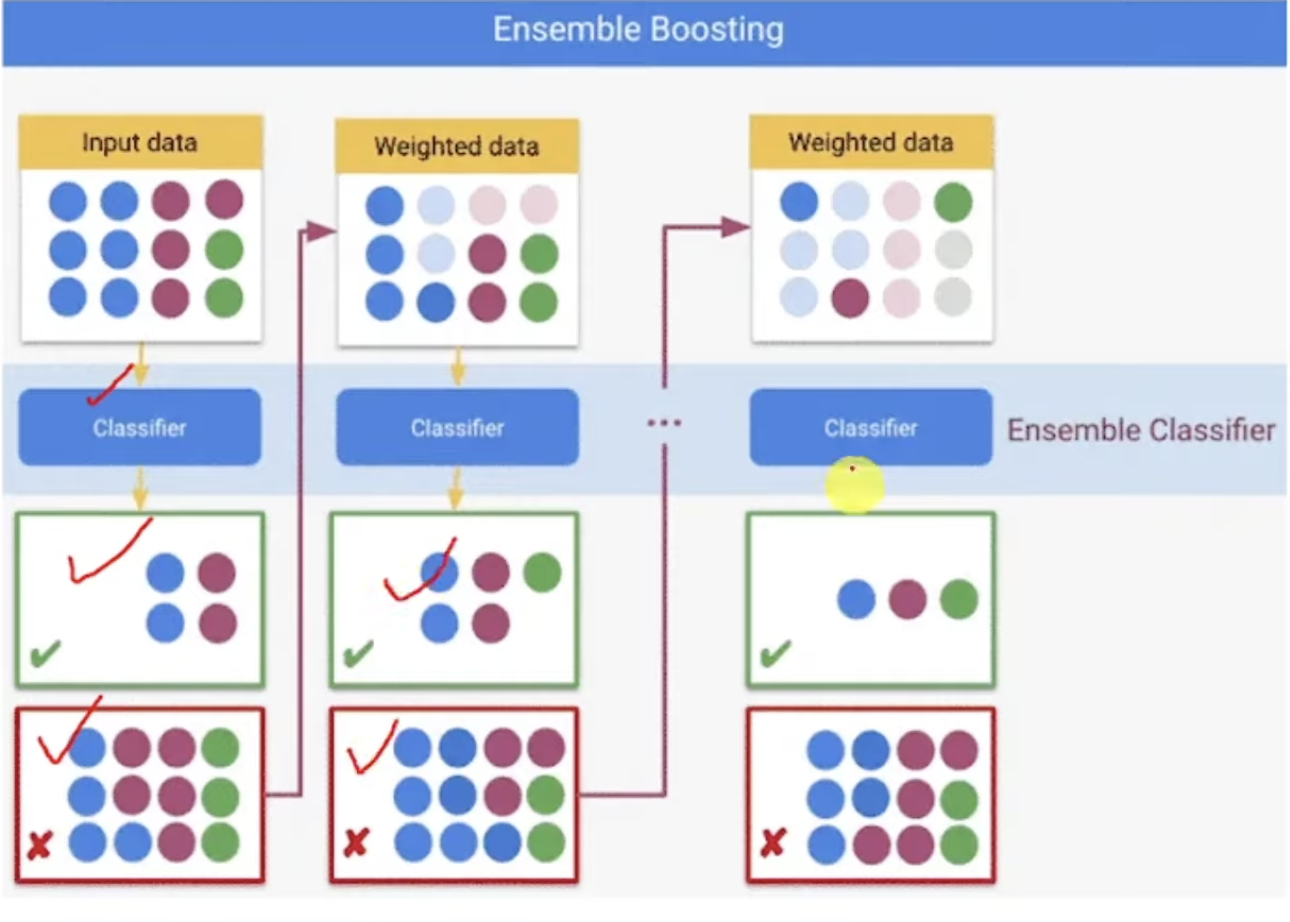 Ensemble Boosting
Input data
Weighted data
Weighted data
Classifier
Classifier
...
Classifier
Ensemble Classifier